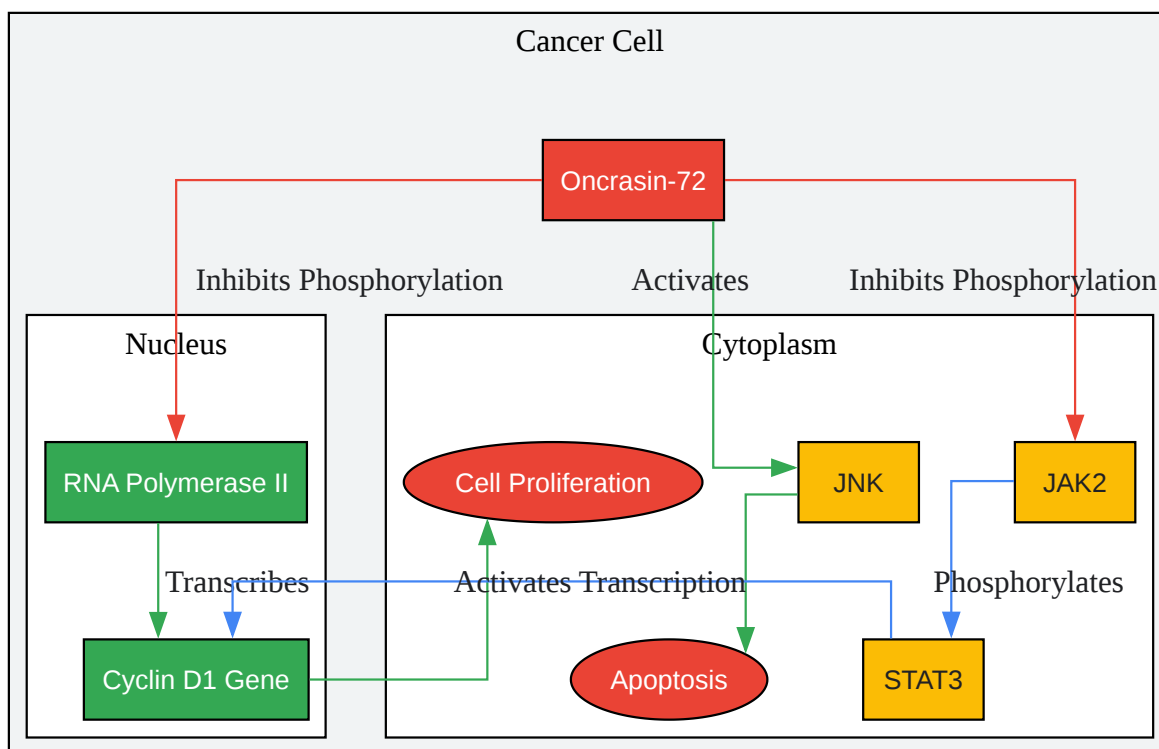 Cancer Cell
Oncrasin-72
Inhibits Phosphorylation
Activates
Inhibits Phosphorylation
Nucleus
Cytoplasm
RNA Polymerase II
Cell Proliferation
JNK
JAK2
Transcribes
Activates Transcription
Phosphorylates
Cyclin D1 Gene
Apoptosis
STAT3